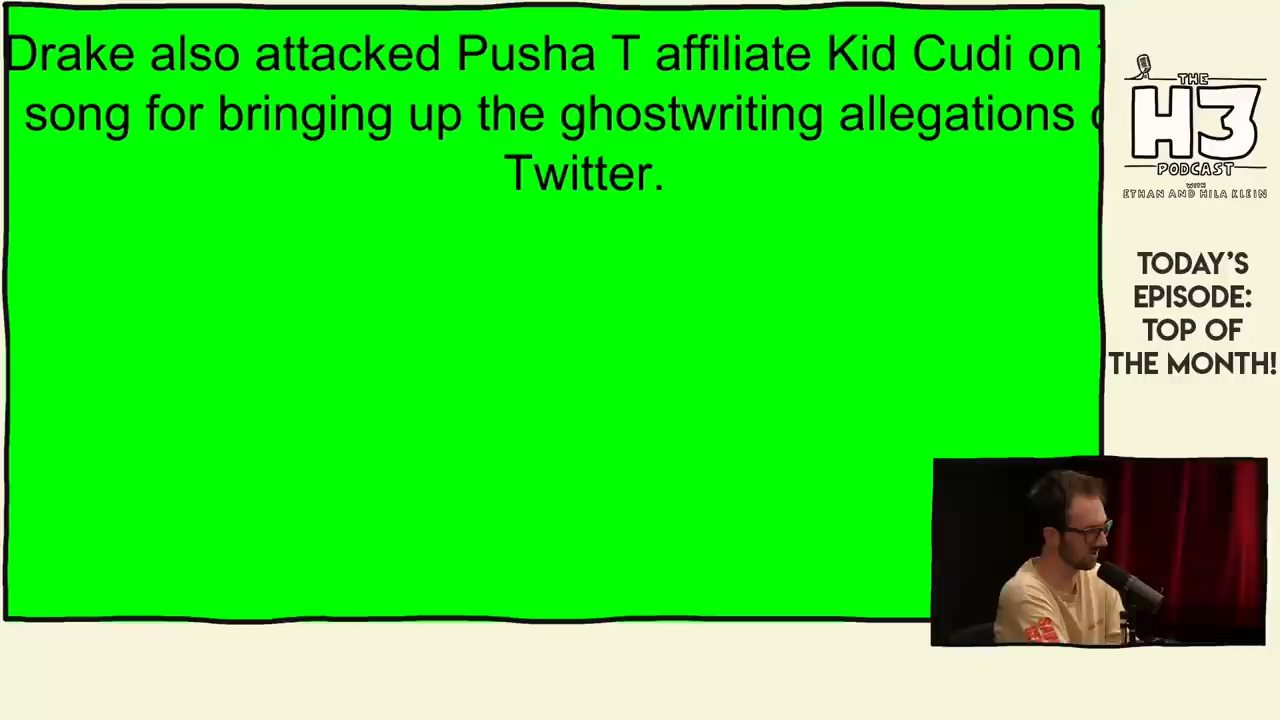 Drake also attacked Pusha T affiliate Kid Cudi on
song for bringing up the ghostwriting allegations
Twitter.
THE
H3
PODCAST
WITH
ETHAN AND HILA KLEIN
TODAY'S
EPISODE:
TOP OF
THE MONTH!